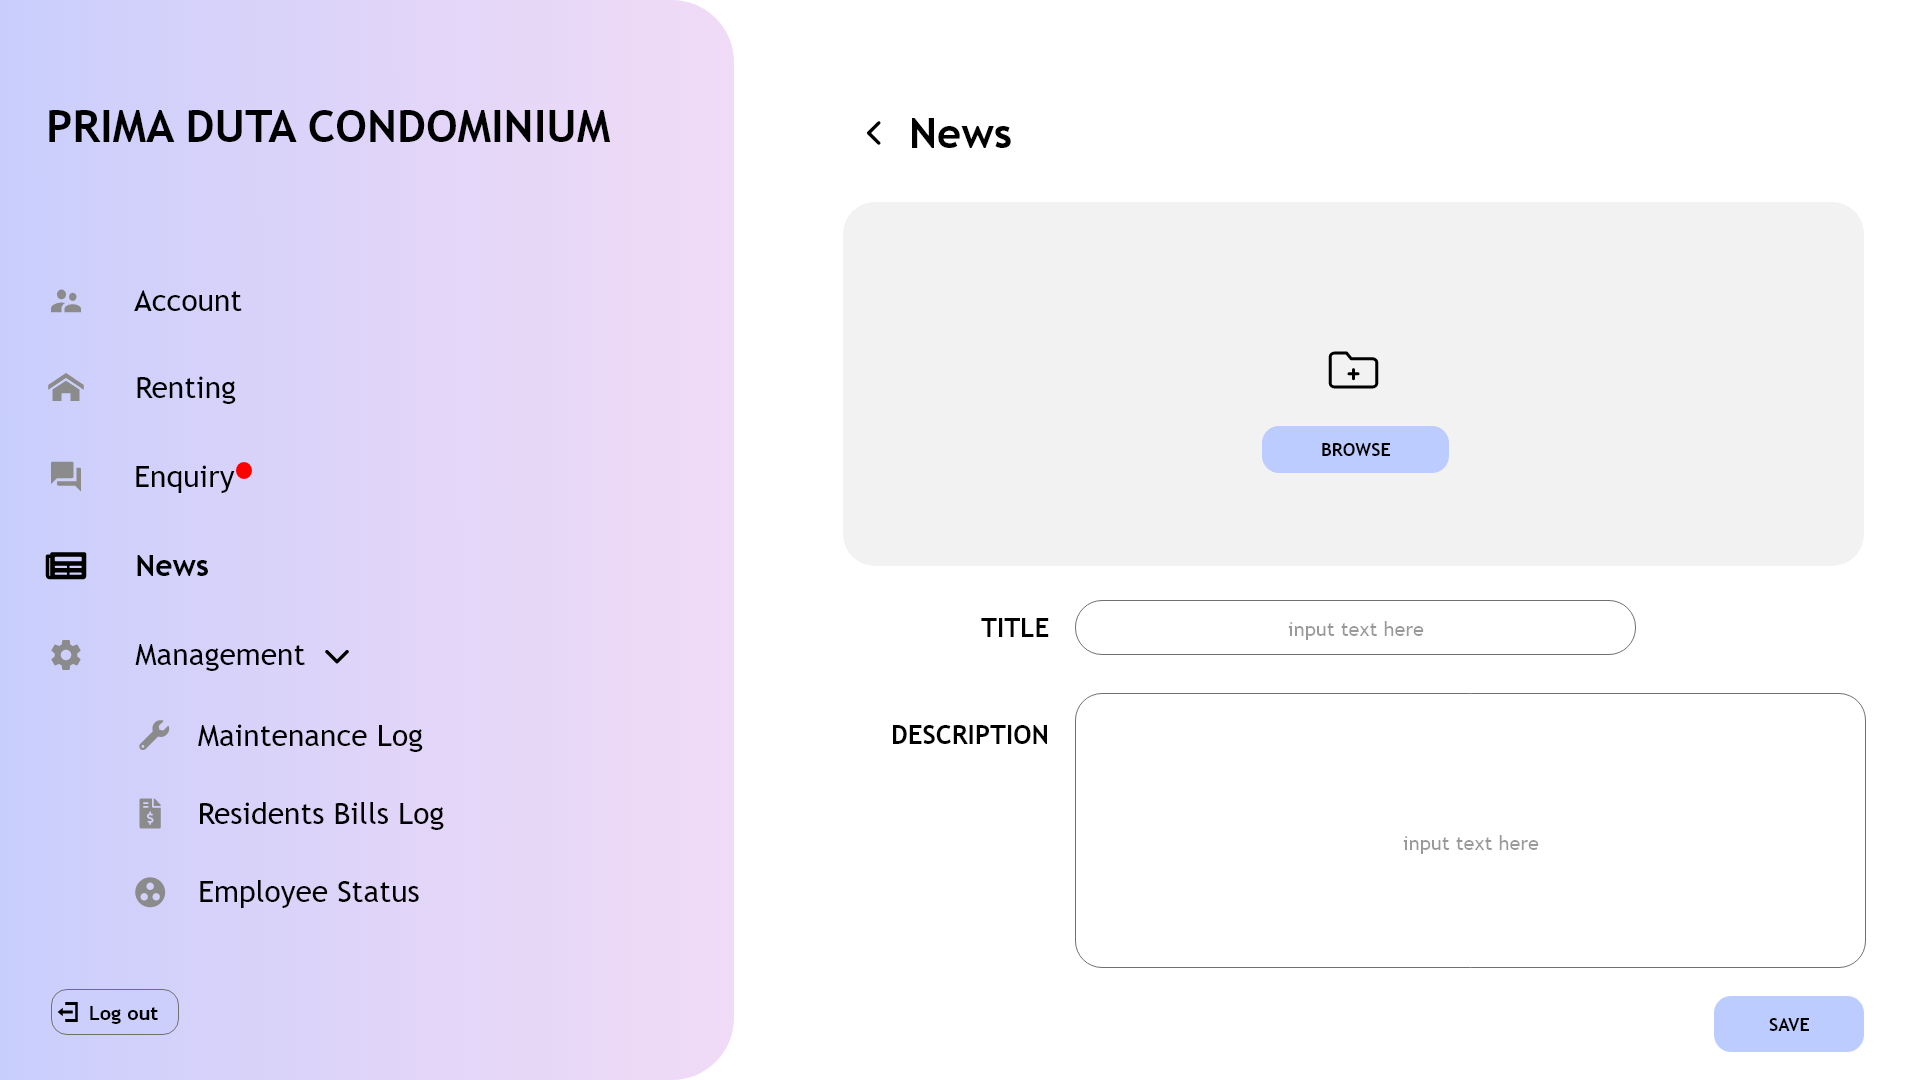 PRIMA DUTA CONDOMINIUM
Account
Renting
Enquiry
News
Management
Maintenance Log
Residents Bills Log
Employee Status
Log out
News
BROWSE
TITLE
input text here
DESCRIPTION
input text here
SAVE